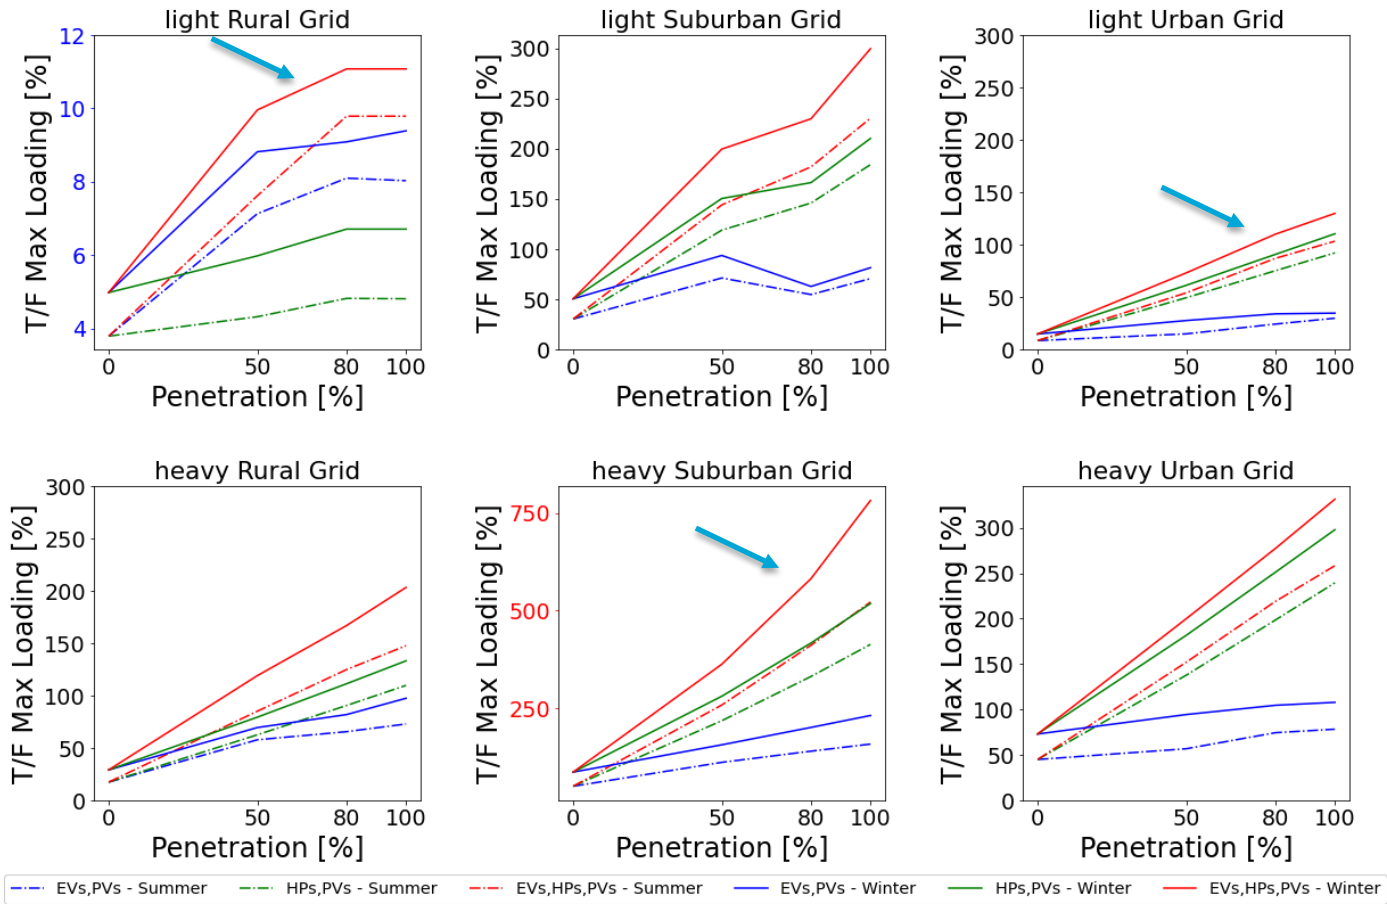 light Rural Grid
T/F Max Loading [%]
12
10
8
6
4
0 50 80 100
Penetration [%]
light Suburban Grid
T/F Max Loading [%]
300
250
200
150
100
50
0
0 50 80 100
Penetration [%]
light Urban Grid
T/F Max Loading [%]
300
250
200
150
100
50
0
0 50 80 100
Penetration [%]
heavy Rural Grid
T/F Max Loading [%]
300
250
200
150
100
50
0
0 50 80 100
Penetration [%]
heavy Suburban Grid
T/F Max Loading [%]
750
500
250
0 50 80 100
Penetration [%]
heavy Urban Grid
T/F Max Loading [%]
300
250
200
150
100
50
0
0 50 80 100
Penetration [%]
EVs,PVs - Summer HPs,PVs - Summer EVs,HPs,PVs - Summer EVs,PVs - Winter HPs,PVs - Winter EVs,HPs,PVs - Winter